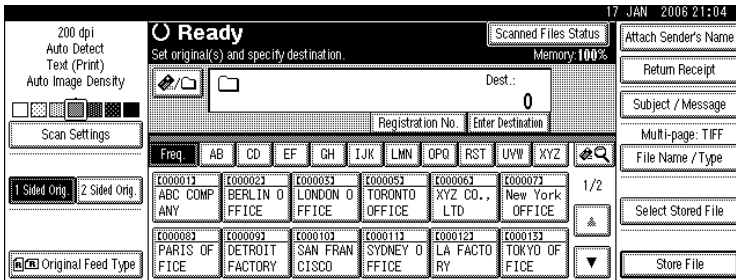 17 JAN 2006 21:04
200 dpi
Auto Detect
Text (Print)
Auto Image Density
Scan Settings
1 Sided Orig. 2 Sided Orig.
Original Feed Type
Ready
Scanned Files Status
Set original(s) and specify destination.
Memory:100%
Dest.:
0
Registration No. Enter Destination
Freq. AB CD EF GH IJK LMN OPQ RST UVW XYZ
[00001] [00002] [00003] [00005] [00006] [00007]
ABC COMP BERLIN O LONDON O TORONTO XYZ CO., New York
ANY FFICE FFICE OFFICE LTD OFFICE
1/2
[00008] [00009] [00010] [00011] [00012] [00013]
PARIS OF DETROIT SAN FRAN SYDNEY O LA FACTO TOKYO OF
FICE FACTORY CISCO FFICE RY FICE
Attach Sender's Name
Return Receipt
Subject / Message
Multi-page: TIFF
File Name / Type
Select Stored File
Store File